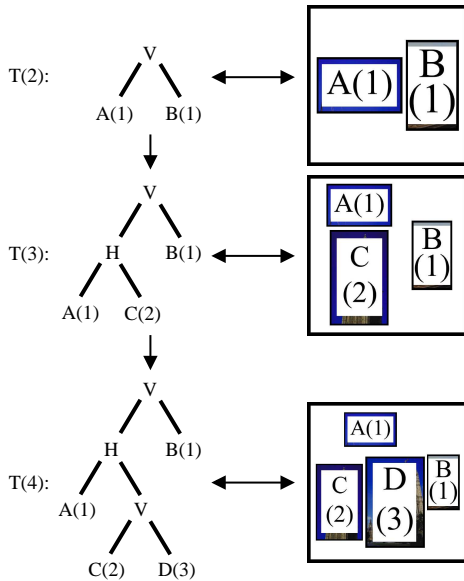 V
T(2):
A(1) B(1)
A(1)
B
(1)
V
T(3):
H B(1)
A(1) C(2)
A(1)
C
(2)
B
(1)
V
H B(1)
T(4):
A(1) V
C(2) D(3)
A(1)
C
(2)
D
(3)
B
(1)